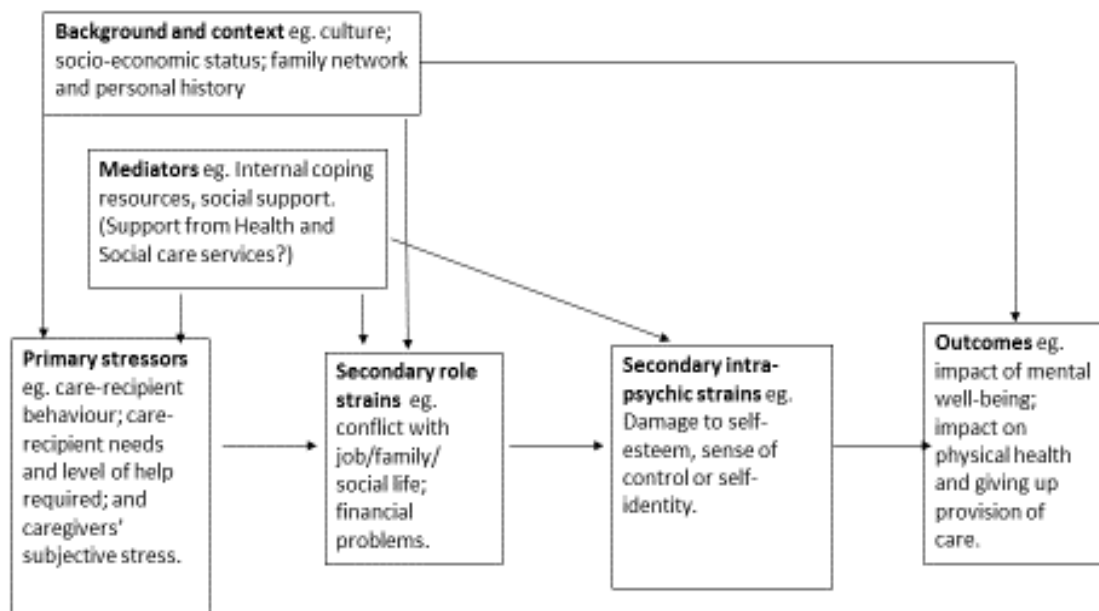 Background and context eg. culture;
socio-economic status; family network
and personal history
Mediators eg. Internal coping
resources, social support.
(Support from Health and
Social care services?)
Primary stressors
eg. care-recipient
behaviour; care-
recipient needs
and level of help
required; and
caregivers'
subjective stress.
Secondary role
strains eg.
conflict with
job/family/
social life;
financial
problems.
Secondary intra-
psychic strains eg.
Damage to self-
esteem, sense of
control or self-
identity.
Outcomes eg.
impact of mental
well-being;
impact on
physical health
and giving up
provision of
care.